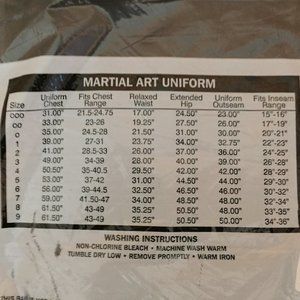 MARTIAL ART UNIFORM
Uniform Fits Chest Relaxed Extended Uniform Fits Inseam
Size Chest Range Waist Hip Outseam Range
000 31.00" 21.5-24.75 17.00" 24.50" 23.00" 15"-16"
00 33.00" 23-26 19.25" 27.50" 26.00" 17"-19"
0 35.00" 24.5-28 21.50" 31.00" 30.00" 20"-21"
1 39.00" 27-31 23.75" 34.00" 32.75" 22"-23"
2 41.00" 28.5-33 26.00" 37.00" 36.00" 24"-25"
3 49.00" 34-39 28.00" 40.00" 39.00" 26"-28"
4 50.50" 35-40.5 29.50" 42.00" 41.00" 28"-29"
5 53.00" 37-42 31.00" 44.50" 44.00" 29"-30"
6 56.00" 39-44.5 32.50" 46.50" 46.00" 30"-32"
7 59.00" 41.50-47 34.00" 48.50" 48.00" 32"-34"
8 61.50" 43-49 35.25" 50.50" 48.00" 33"-35"
9 61.50" 43-49 35.25" 50.50" 50.00" 34"-36"
WASHING INSTRUCTIONS
NON-CHLORINE BLEACH • MACHINE WASH WARM
TUMBLE DRY LOW • REMOVE PROMPTLY • WARM IRON